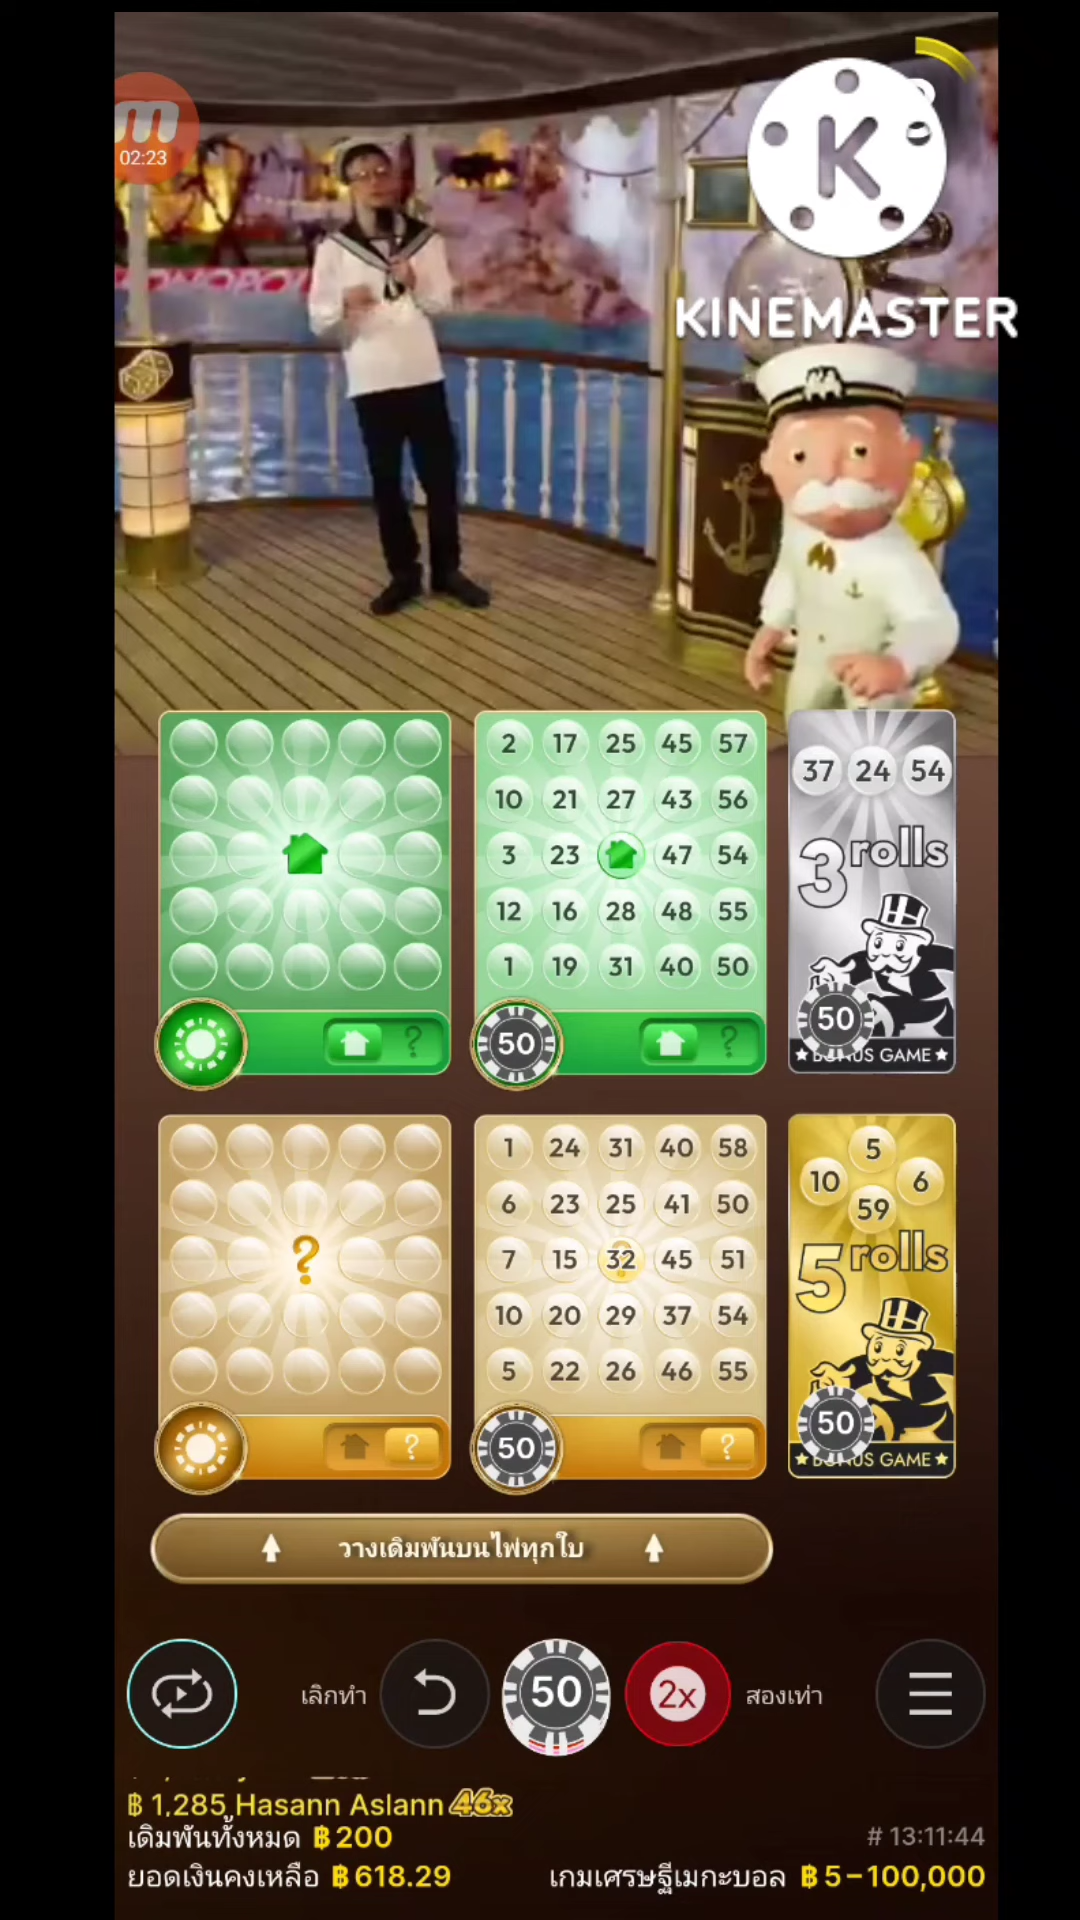 m
02:23
K
KINEMASTER
2 17 25 45 57
10 21 27 43 56
3 23 47 54
12 16 28 48 55
1 19 31 40 50
50
?
37 24 54
3 rolls
50
BONUS GAME
?
?
1 24 31 40 58
6 23 25 41 50
7 15 32 45 51
10 20 29 37 54
5 22 26 46 55
50
?
5
10 6
59
5 rolls
50
BONUS GAME
วางเดิมพันบนไพ่ทุกใบ
เลิกทำ
50
2x
สองเท่า
฿ 1,285 Hasann Aslann 46x
เดิมพันทั้งหมด ฿200
# 13:11:44
ยอดเงินคงเหลือ ฿618.29
เกมเศรษฐีเมกะบอล ฿5–100,000